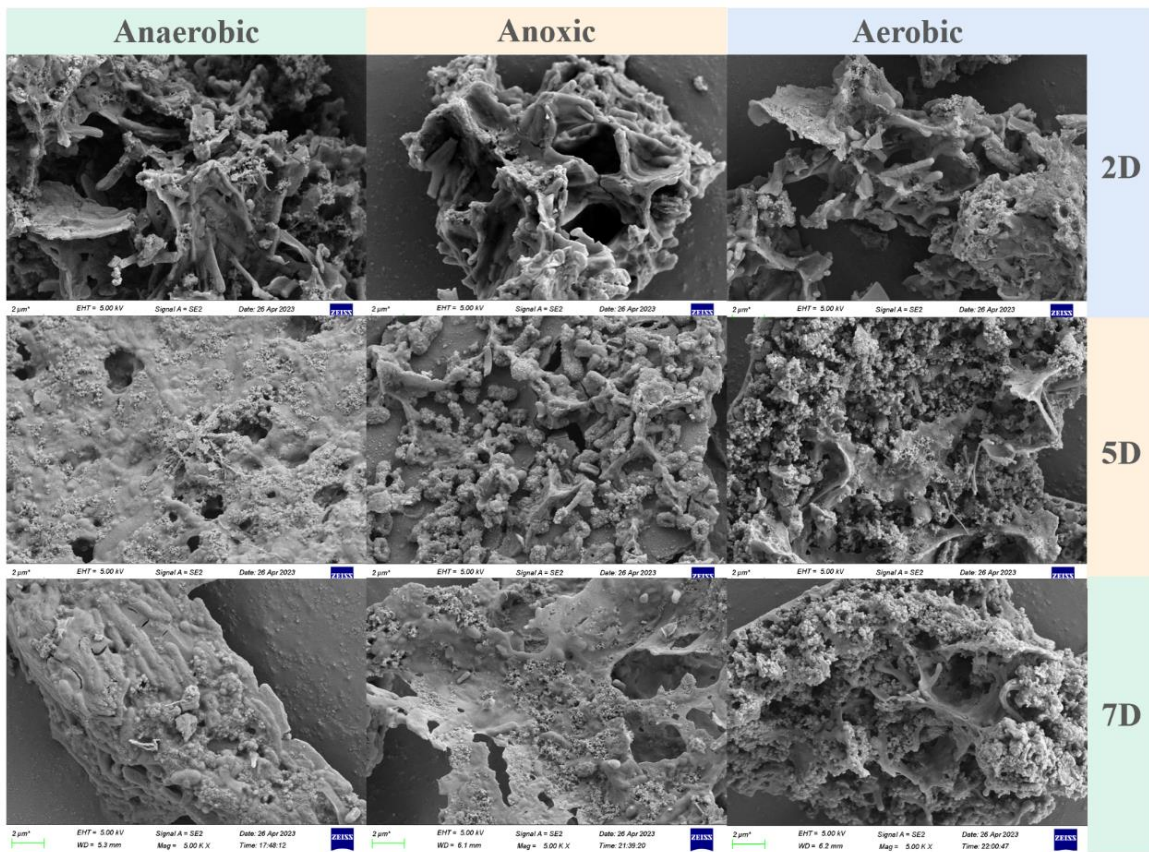 Anaerobic Anoxic Aerobic
2D
2 µm* EHT = 5.00 kV Signal A = SE2 Date: 26 Apr 2023 ZEISS
2 µm* EHT = 5.00 kV Signal A = SE2 Date: 26 Apr 2023 ZEISS
2 µm* EHT = 5.00 kV Signal A = SE2 Date: 26 Apr 2023 ZEISS
5D
2 µm* EHT = 5.00 kV Signal A = SE2 Date: 26 Apr 2023
2 µm* EHT = 5.00 kV Signal A = SE2 Date: 26 Apr 2023
2 µm* EHT = 5.00 kV Signal A = SE2 Date: 26 Apr 2023
7D
2 µm* EHT = 5.00 kV Signal A = SE2 Date: 26 Apr 2023 ZEISS
WD = 5.3 mm Mag = 5.00 K X Time: 17:48:12
2 µm* EHT = 5.00 kV Signal A = SE2 Date: 26 Apr 2023 ZEISS
WD = 6.1 mm Mag = 5.00 K X Time: 21:39:20
2 µm* EHT = 5.00 kV Signal A = SE2 Date: 26 Apr 2023 ZEISS
WD = 6.2 mm Mag = 5.00 K X Time: 22:00:47